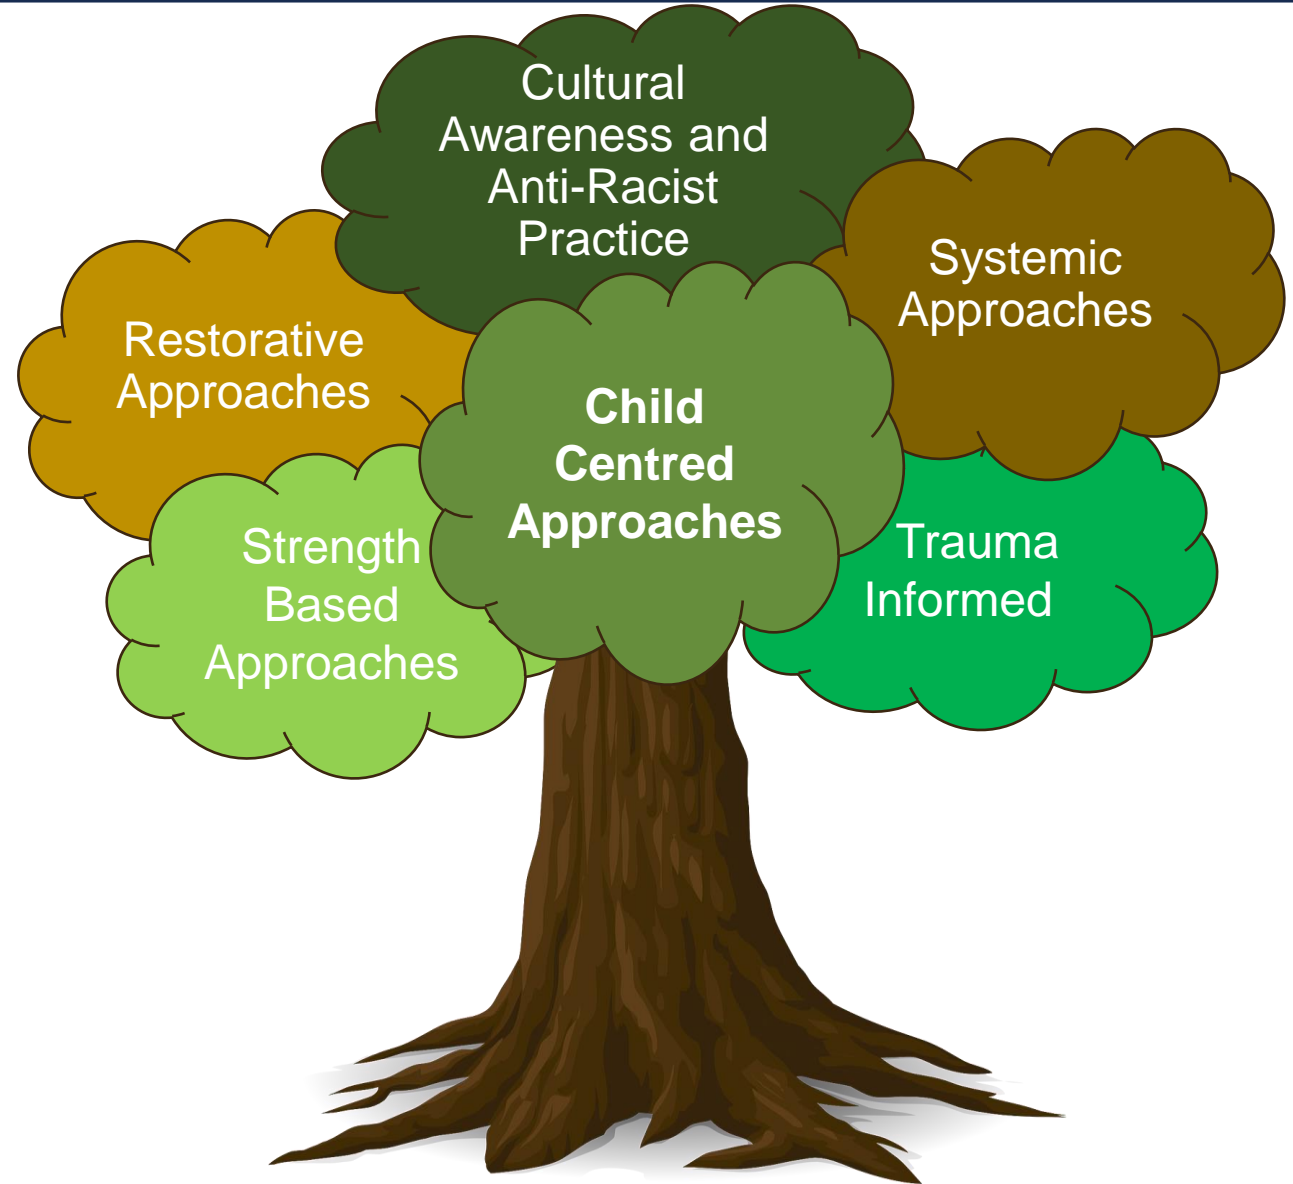 Cultural
Awareness and
Anti-Racist
Practice
Systemic
Approaches
Restorative
Approaches
Child
Centred
Approaches
Strength
Based
Approaches
Trauma
Informed